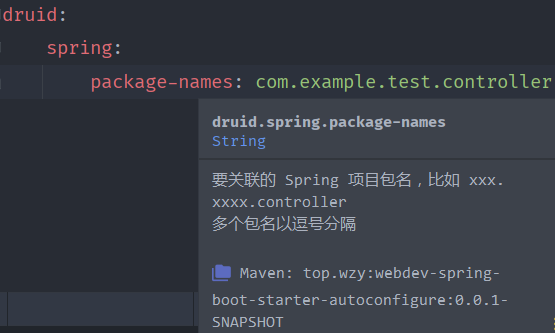 druid:
spring:
package-names: com.example.test.controller
druid.spring.package-names
String
要关联的 Spring 项目包名，比如 xxx.
xxxx.controller
多个包名以逗号分隔
Maven: top.wzy:webdev-spring-
boot-starter-autoconfigure:0.0.1-
SNAPSHOT